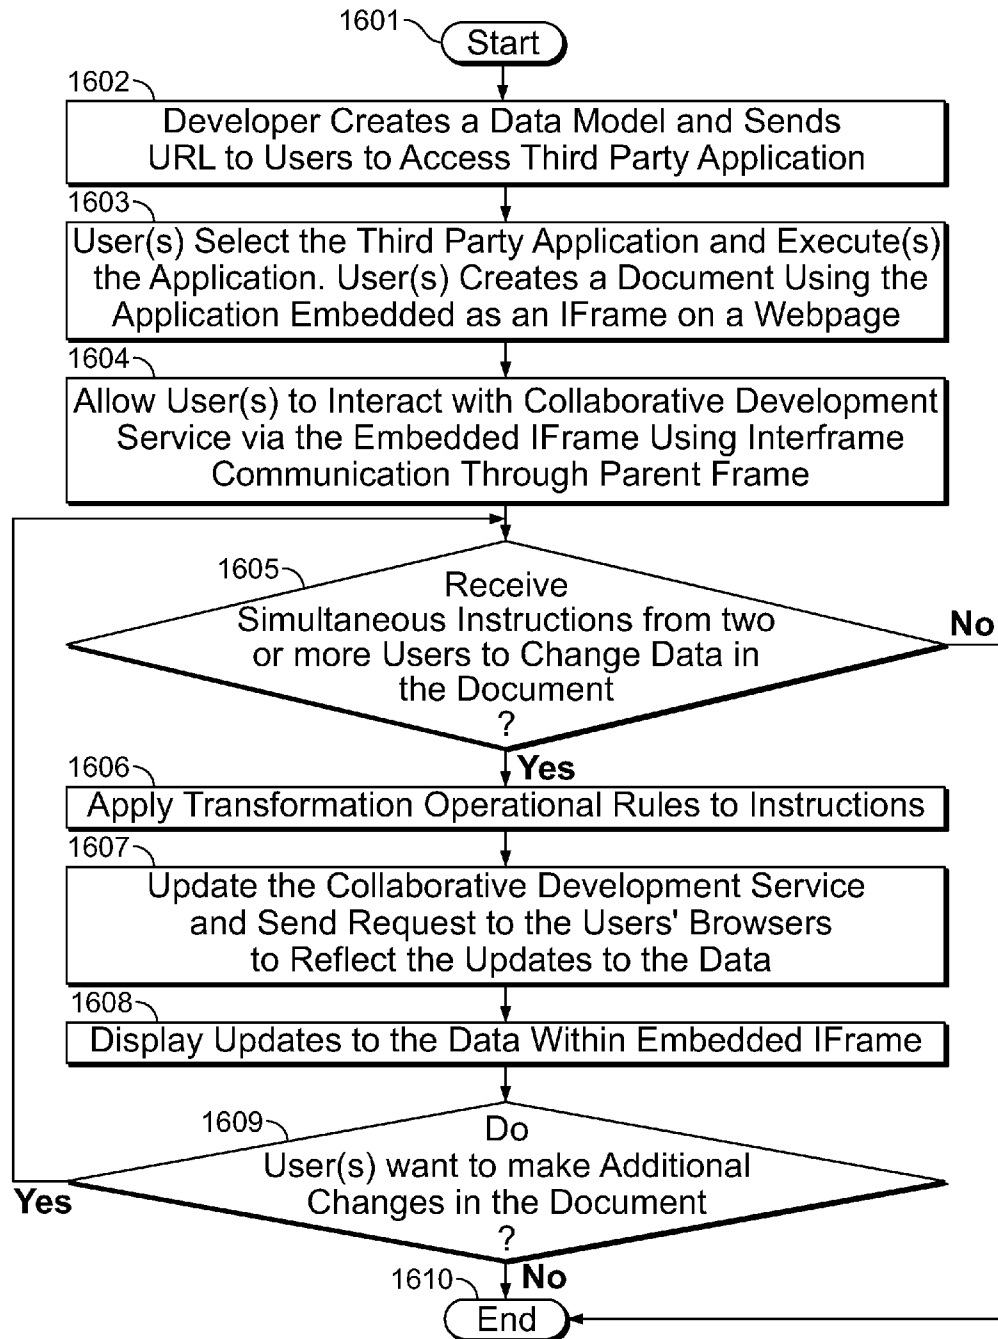 1601
Start
1602
Developer Creates a Data Model and Sends
URL to Users to Access Third Party Application
1603
User(s) Select the Third Party Application and Execute(s)
the Application. User(s) Creates a Document Using the
Application Embedded as an IFrame on a Webpage
1604
Allow User(s) to Interact with Collaborative Development
Service via the Embedded IFrame Using Interframe
Communication Through Parent Frame
1605
Receive
Simultaneous Instructions from two
or more Users to Change Data in
the Document
?
No
Yes
1606
Apply Transformation Operational Rules to Instructions
1607
Update the Collaborative Development Service
and Send Request to the Users' Browsers
to Reflect the Updates to the Data
1608
Display Updates to the Data Within Embedded IFrame
1609
Do
User(s) want to make Additional
Changes in the Document
?
Yes
No
1610
End